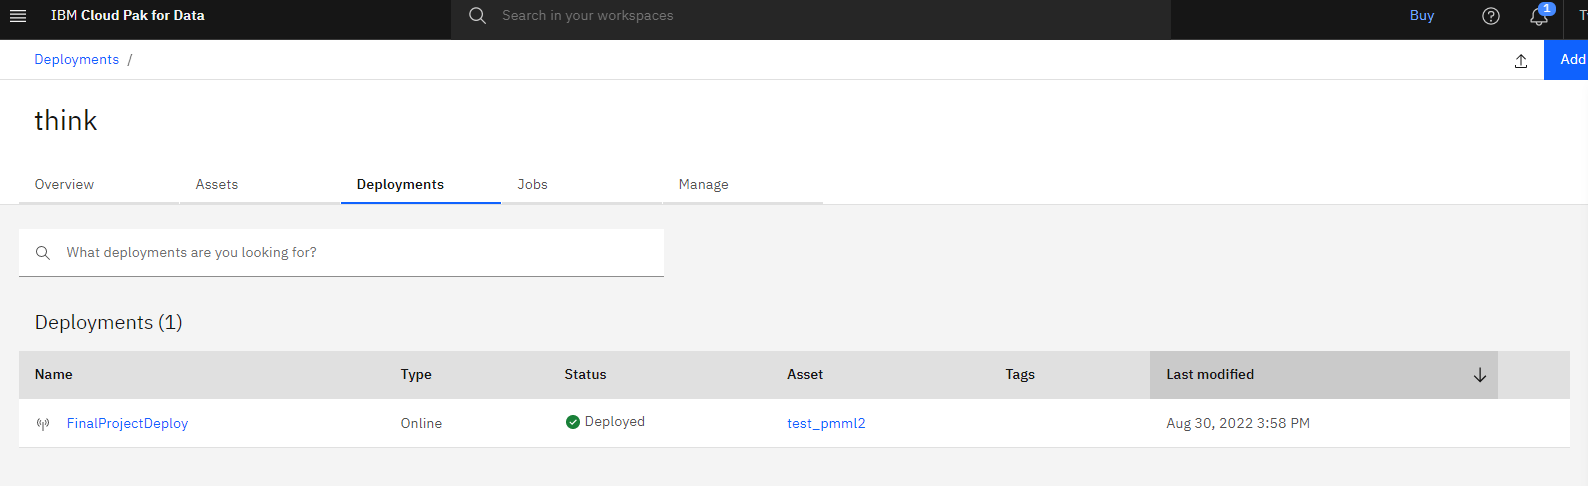 IBM Cloud Pak for Data Search in your workspaces Buy 1
Deployments / Add
think
Overview Assets Deployments Jobs Manage
What deployments are you looking for?
Deployments (1)
Name Type Status Asset Tags Last modified
FinalProjectDeploy Online Deployed test_pmml2 Aug 30, 2022 3:58 PM